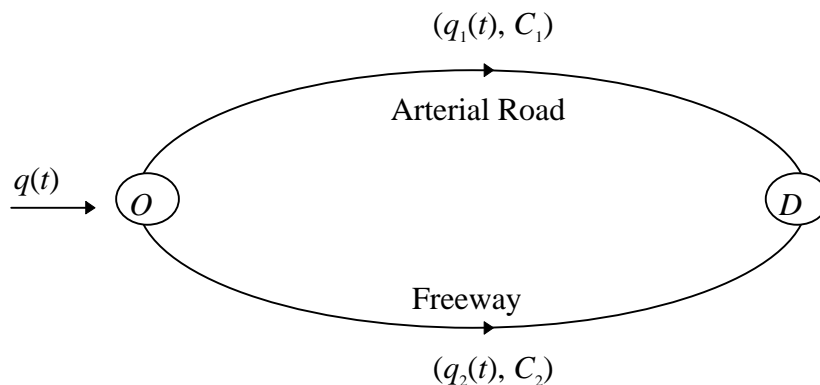 (q₁(t), C₁)
Arterial Road
q(t)
O
D
Freeway
(q₂(t), C₂)